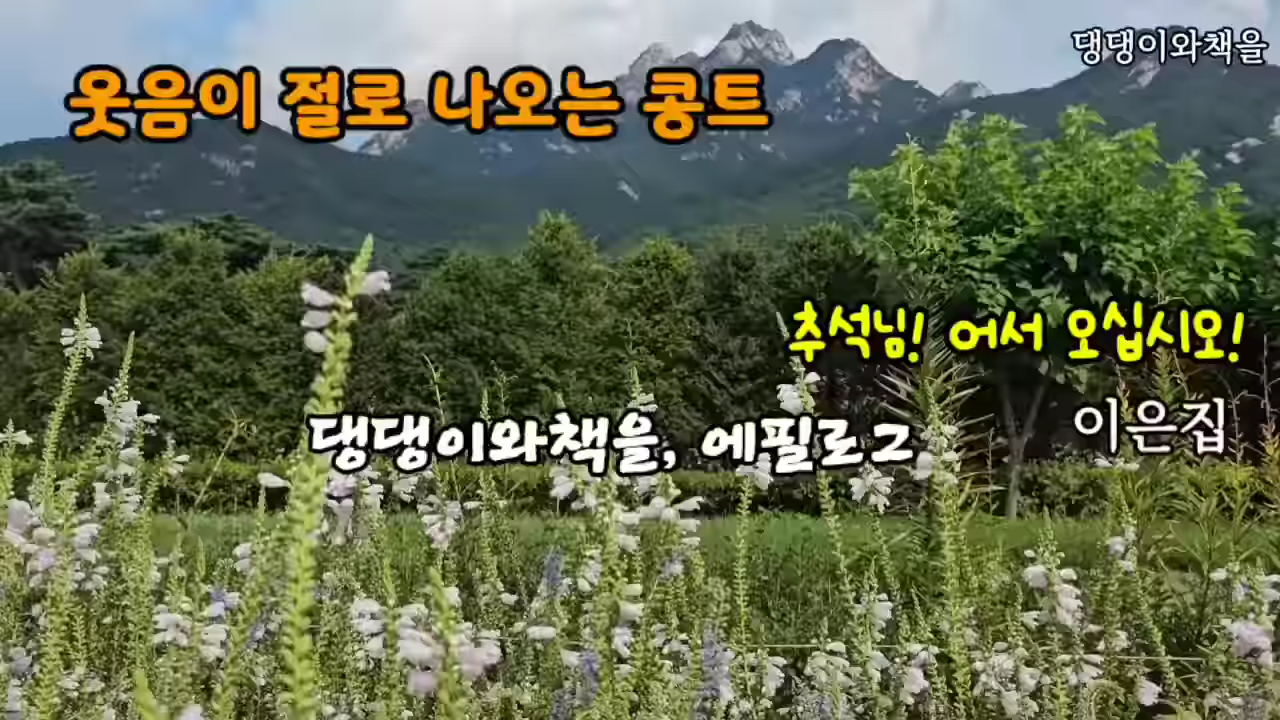 댕댕이와책을
웃음이 절로 나오는 콩트
추석님! 어서 오십시오!
이은집
댕댕이와책을, 에필로그